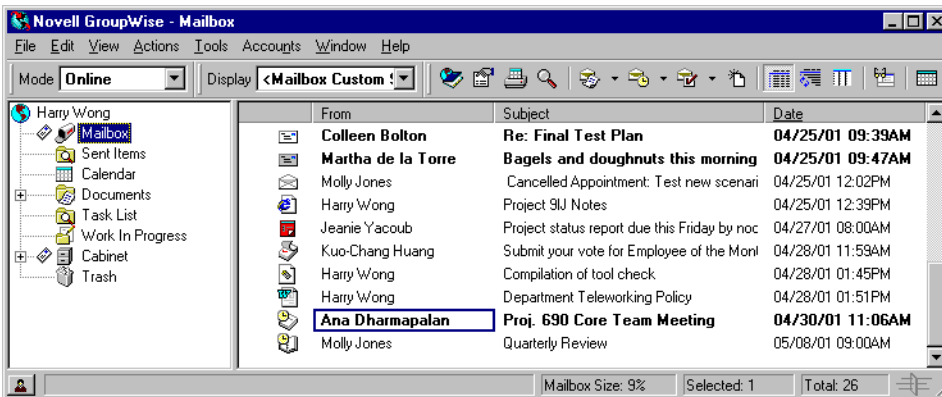 Novell GroupWise - Mailbox
File Edit View Actions Tools Accounts Window Help
Mode Online Display <Mailbox Custom
Harry Wong
Mailbox
Sent Items
Calendar
Documents
Task List
Work In Progress
Cabinet
Trash
From Subject Date
Colleen Bolton Re: Final Test Plan 04/25/01 09:39AM
Martha de la Torre Bagels and doughnuts this morning 04/25/01 09:47AM
Molly Jones Cancelled Appointment: Test new scenari 04/25/01 12:02PM
Harry Wong Project 9IJ Notes 04/25/01 12:39PM
Jeanie Yacoub Project status report due this Friday by noc 04/27/01 08:00AM
Kuo-Chang Huang Submit your vote for Employee of the Mont 04/28/01 11:59AM
Harry Wong Compilation of tool check 04/28/01 01:45PM
Harry Wong Department Teleworking Policy 04/28/01 01:51PM
Ana Dharmapalan Proj. 690 Core Team Meeting 04/30/01 11:06AM
Molly Jones Quarterly Review 05/08/01 09:00AM
Mailbox Size: 9% Selected: 1 Total: 26